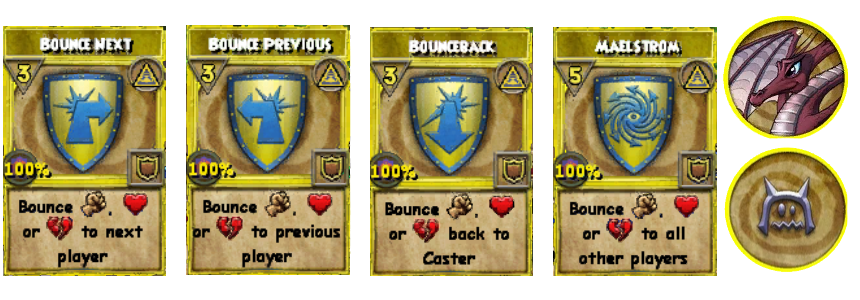 Bounce Next
3
100%
Bounce ,
or to next
player
Bounce Previous
3
100%
Bounce ,
or to previous
player
Bounceback
3
100%
Bounce ,
or back to
Caster
Maelstrom
5
100%
Bounce ,
or to all
other players